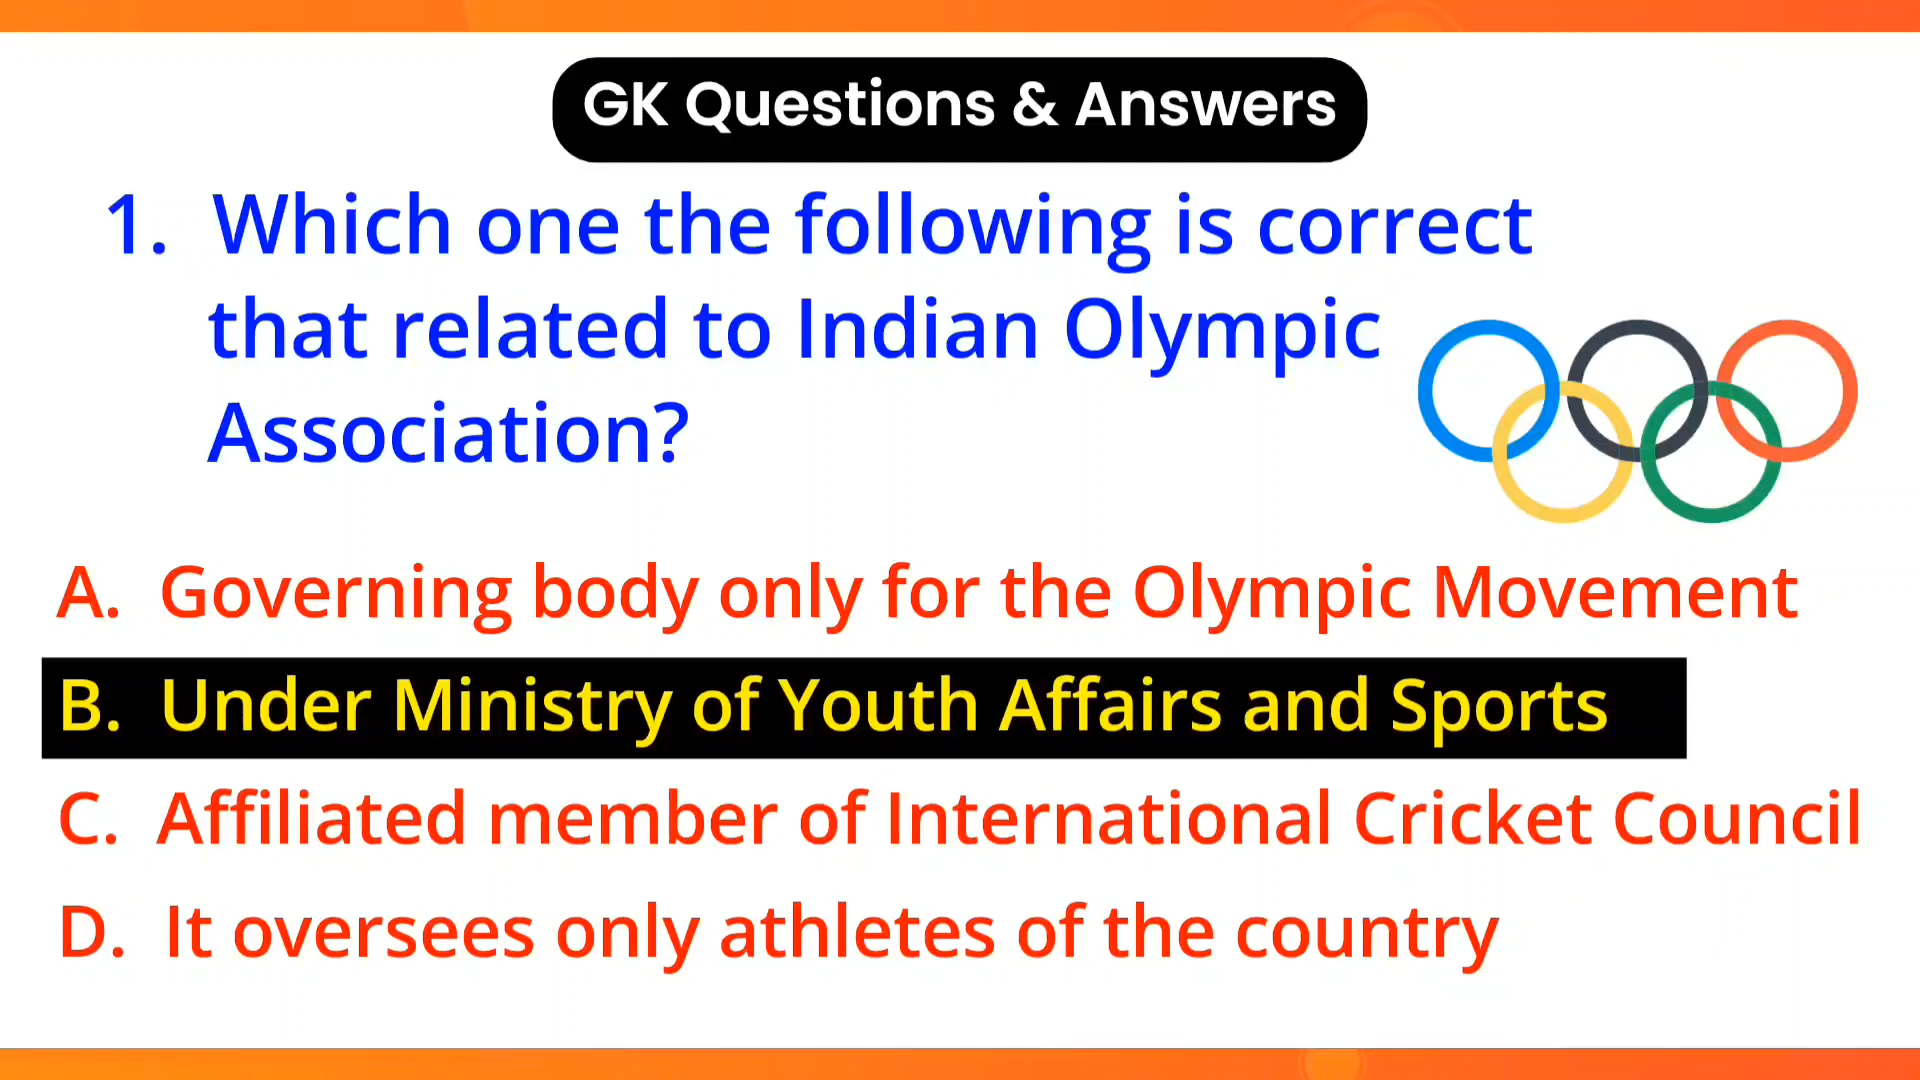 GK Questions & Answers
1. Which one the following is correct
that related to Indian Olympic
Association?
A. Governing body only for the Olympic Movement
B. Under Ministry of Youth Affairs and Sports
C. Affiliated member of International Cricket Council
D. It oversees only athletes of the country